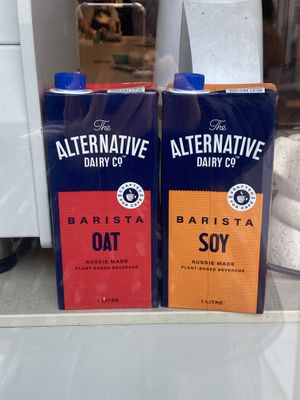 The
ALTERNATIVE
DAIRY CO
BARISTA
OAT
AUSSIE MADE
PLANT-BASED BEVERAGE
1 LITRE
The
ALTERNATIVE
DAIRY CO
BARISTA
SOY
AUSSIE MADE
PLANT-BASED BEVERAGE
1 LITRE